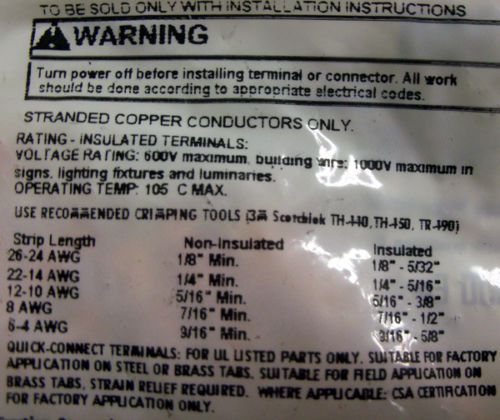 TO BE SOLD ONLY WITH INSTALLATION INSTRUCTIONS
WARNING
Turn power off before installing terminal or connector. All work
should be done according to appropriate electrical codes.
STRANDED COPPER CONDUCTORS ONLY.
RATING - INSULATED TERMINALS:
VOLTAGE RATING: 600V maximum, building wire; 1000V maximum in
signs, lighting fixtures and luminaries.
OPERATING TEMP: 105 C MAX.
USE RECOMMENDED CRIMPING TOOLS (3M Scotchlok TH-440, TH-450, TR-490)
Strip Length Non-Insulated Insulated
26-24 AWG 1/8" Min. 1/8" - 5/32"
22-14 AWG 1/4" Min. 1/4" - 5/16"
12-10 AWG 5/16" Min. 5/16" - 3/8"
8 AWG 7/16" Min. 7/16" - 1/2"
6-4 AWG 9/16" Min. 9/16" - 5/8"
QUICK-CONNECT TERMINALS: FOR UL LISTED PARTS ONLY. SUITABLE FOR FACTORY
APPLICATION ON STEEL OR BRASS TABS. SUITABLE FOR FIELD APPLICATION ON
BRASS TABS, STRAIN RELIEF REQUIRED. WHERE APPLICABLE: CSA CERTIFICATION
FOR FACTORY APPLICATION ONLY.